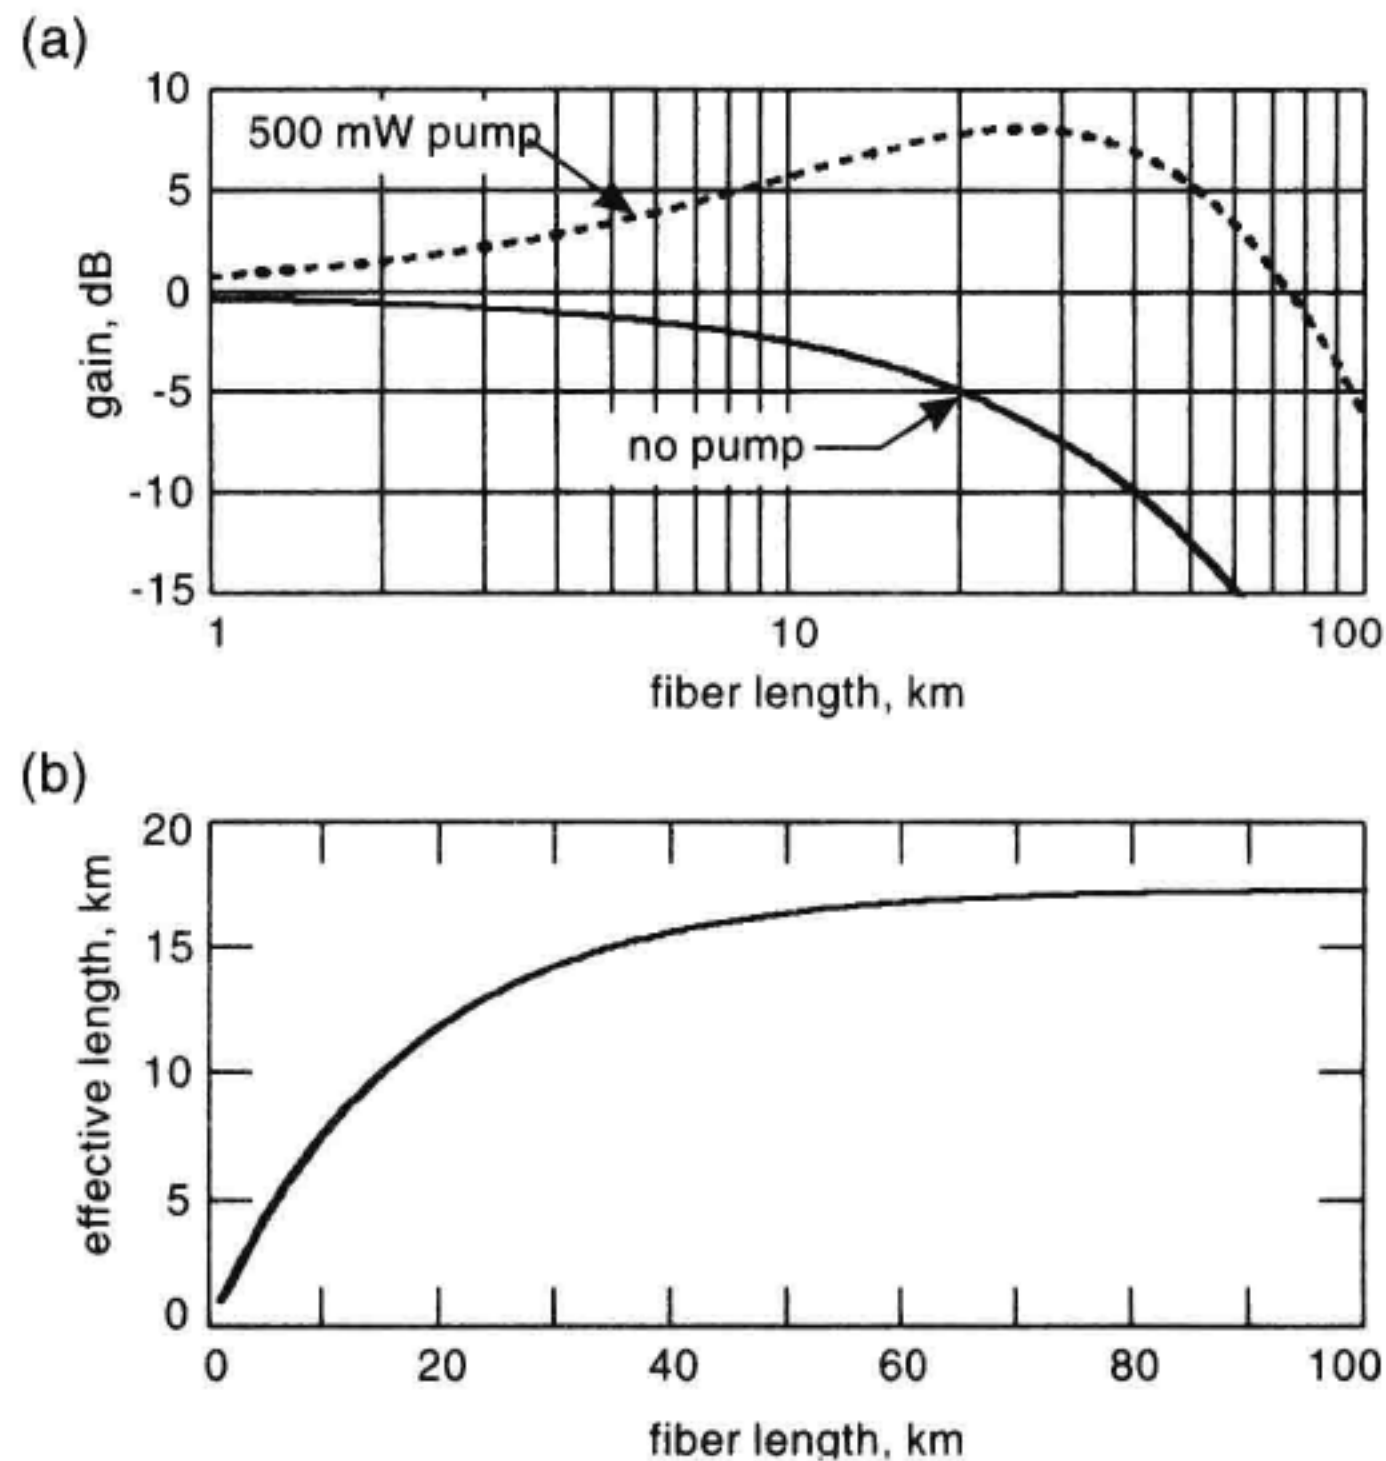 (a)
10
500 mW pump
5
0
gain, dB
-5
no pump
-10
-15
1 10 100
fiber length, km
(b)
20
15
effective length, km
10
5
0
0 20 40 60 80 100
fiber length, km